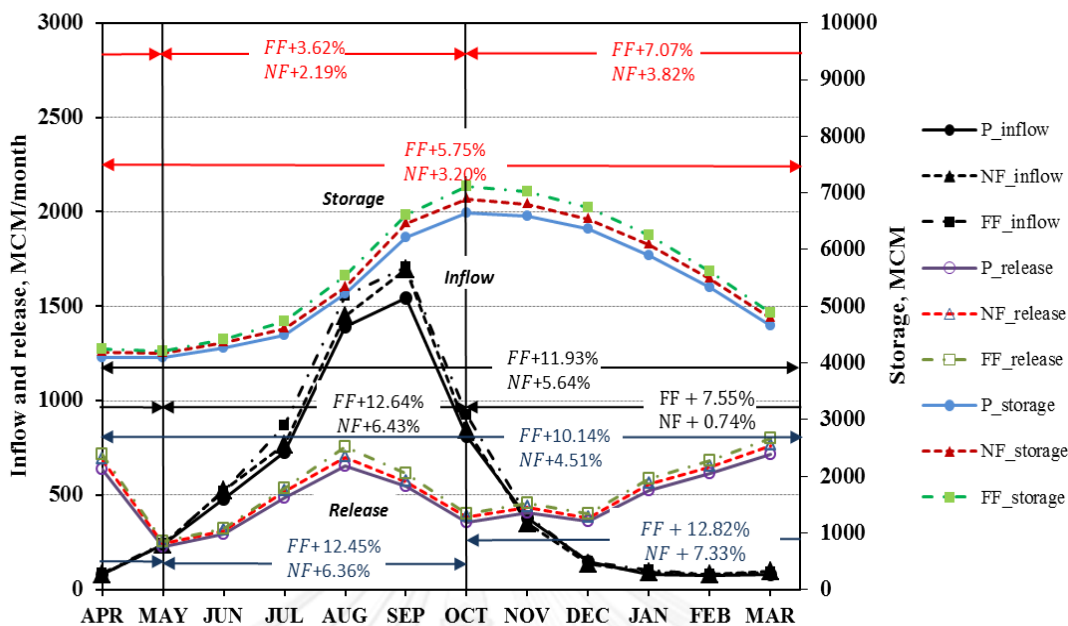 3000
2500
2000
1500
1000
500
0
Inflow and release, MCM/month
10000
9000
8000
7000
6000
5000
4000
3000
2000
1000
0
Storage, MCM
FF+3.62%
NF+2.19%
FF+7.07%
NF+3.82%
FF+5.75%
NF+3.20%
Storage
Inflow
FF+11.93%
NF+5.64%
FF+12.64%
NF+6.43%
FF + 7.55%
NF + 0.74%
FF+10.14%
NF+4.51%
Release
FF+12.45%
NF+6.36%
FF + 12.82%
NF + 7.33%
APR MAY JUN JUL AUG SEP OCT NOV DEC JAN FEB MAR
P_inflow
NF_inflow
FF_inflow
P_release
NF_release
FF_release
P_storage
NF_storage
FF_storage